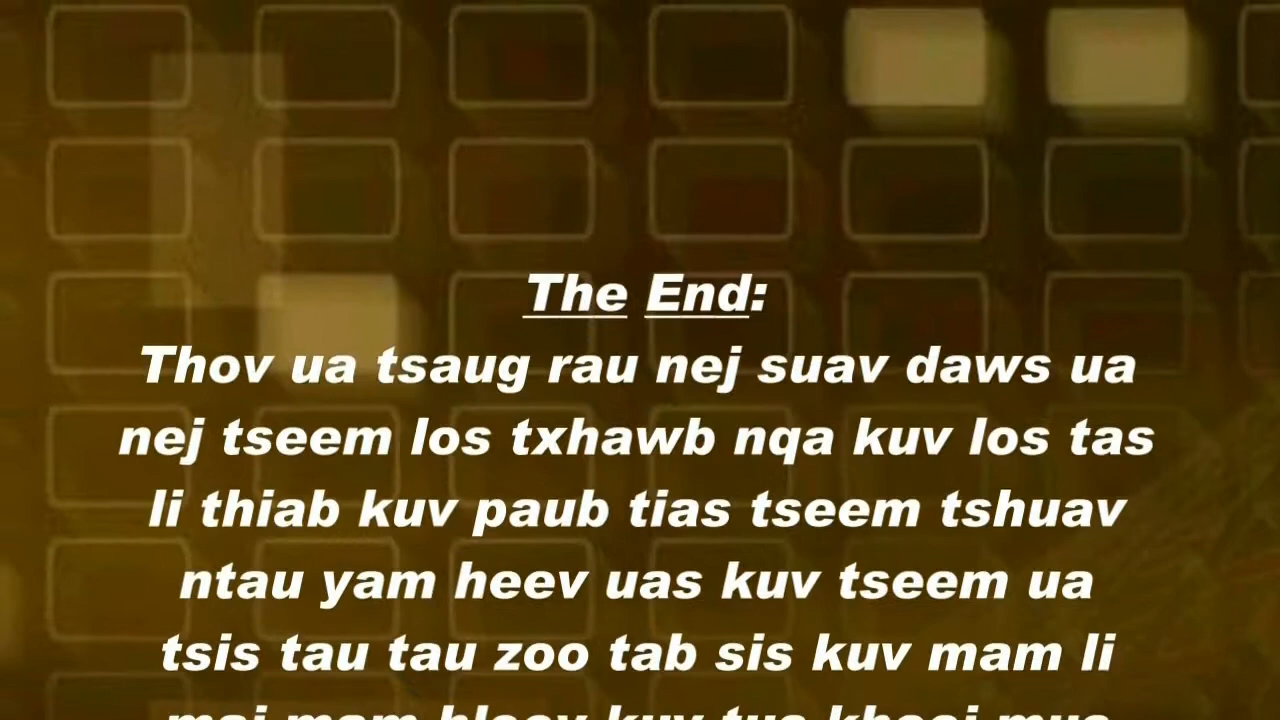 The End:
Thov ua tsaug rau nej suav daws ua
nej tseem los txhawb nqa kuv los tas
li thiab kuv paub tias tseem tshuav
ntau yam heev uas kuv tseem ua
tsis tau tau zoo tab sis kuv mam li